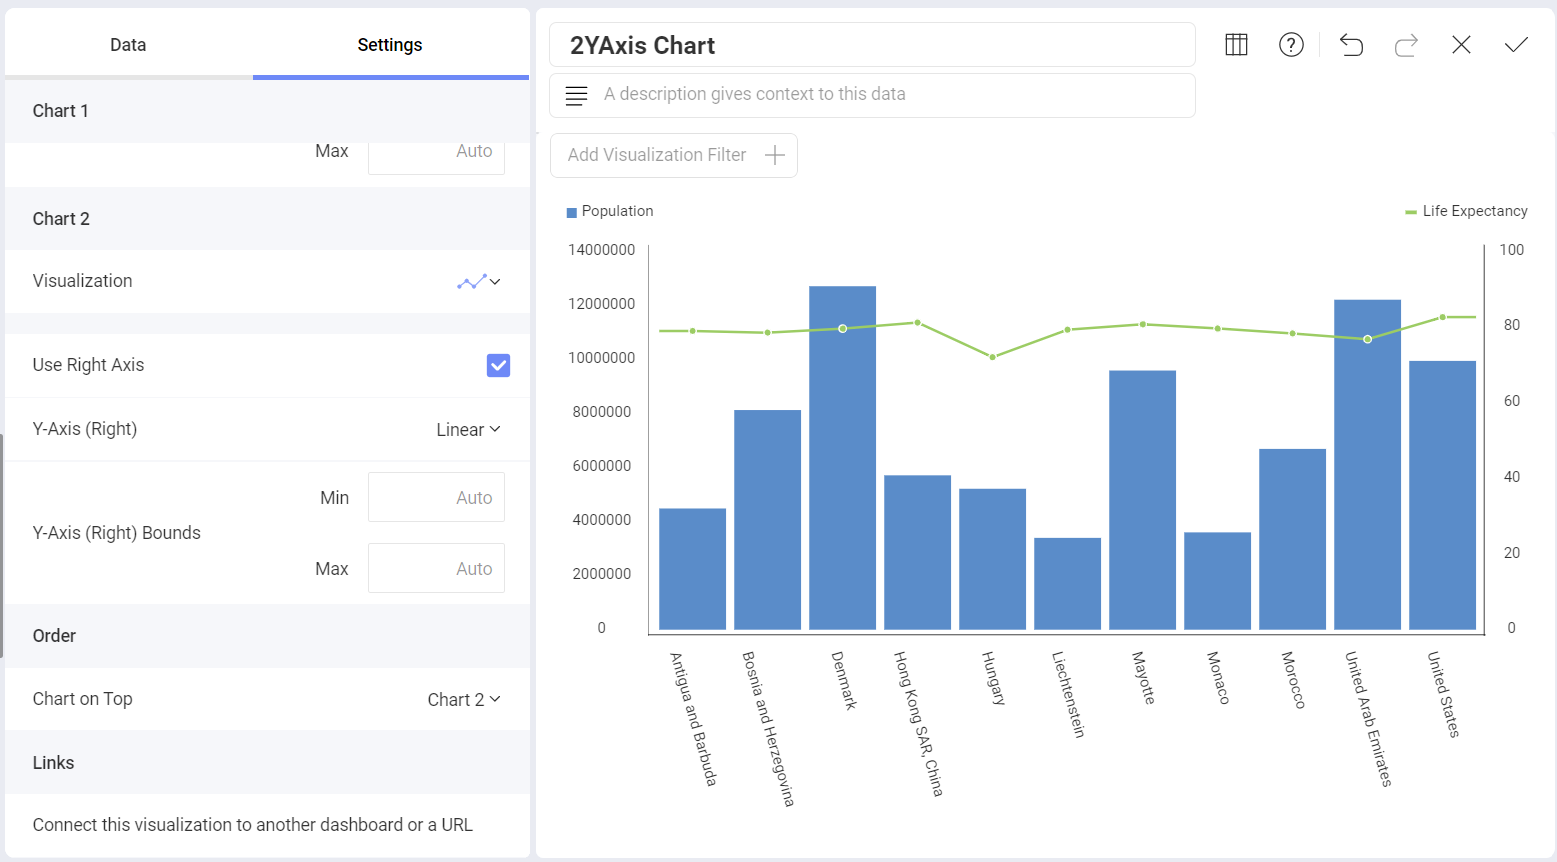 Data
Settings
Chart 1
Max
Auto
Chart 2
Visualization
Use Right Axis
Y-Axis (Right)
Linear
Y-Axis (Right) Bounds
Min
Auto
Max
Auto
Order
Chart on Top
Chart 2
Links
Connect this visualization to another dashboard or a URL
2YAxis Chart
A description gives context to this data
Add Visualization Filter
Population
Life Expectancy
14000000
12000000
10000000
8000000
6000000
4000000
2000000
0
100
80
60
40
20
0
Antigua and Barbuda
Bosnia and Herzegovina
Denmark
Hong Kong SAR, China
Hungary
Liechtenstein
Mayotte
Monaco
Morocco
United Arab Emirates
United States